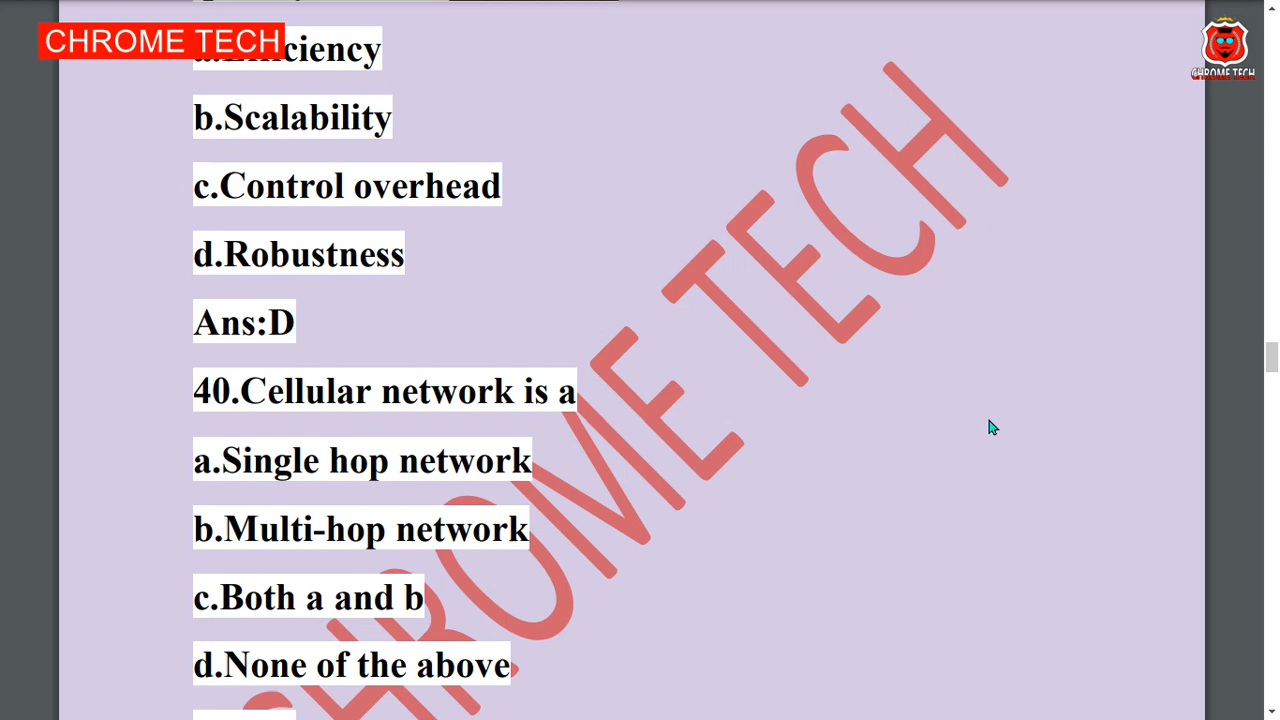 CHROME TECH
b.Scalability
c.Control overhead
d.Robustness
Ans:D
40.Cellular network is a
a.Single hop network
b.Multi-hop network
c.Both a and b
d.None of the above
CHROME TECH
CHROME TECH